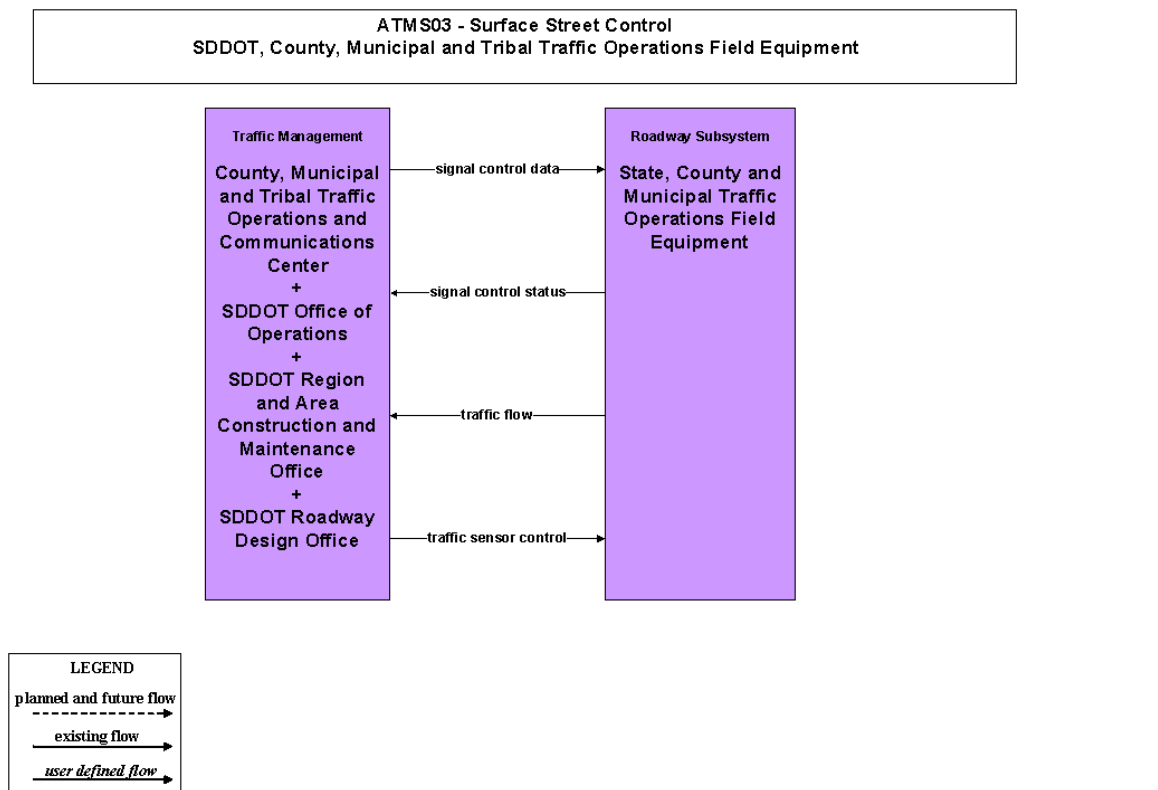 ATMS03 - Surface Street Control
SDDOT, County, Municipal and Tribal Traffic Operations Field Equipment
Traffic Management
County, Municipal
and Tribal Traffic
Operations and
Communications
Center
+
SDDOT Office of
Operations
+
SDDOT Region
and Area
Construction and
Maintenance
Office
+
SDDOT Roadway
Design Office
signal control data
signal control status
traffic flow
traffic sensor control
Roadway Subsystem
State, County and
Municipal Traffic
Operations Field
Equipment
LEGEND
planned and future flow
existing flow
user defined flow